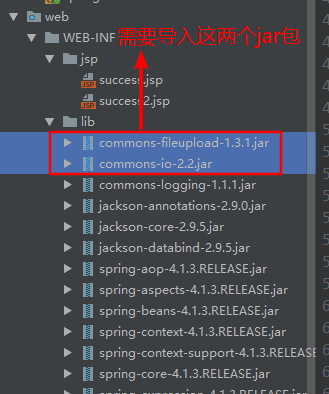 web
WEB-INF 需要导入这两个jar包
jsp
success.jsp
success2.jsp
lib
commons-fileupload-1.3.1.jar
commons-io-2.2.jar
commons-logging-1.1.1.jar
jackson-annotations-2.9.0.jar
jackson-core-2.9.5.jar
jackson-databind-2.9.5.jar
spring-aop-4.1.3.RELEASE.jar
spring-aspects-4.1.3.RELEASE.jar
spring-beans-4.1.3.RELEASE.jar
spring-context-4.1.3.RELEASE.jar
spring-context-support-4.1.3.RELEASE.jar
spring-core-4.1.3.RELEASE.jar